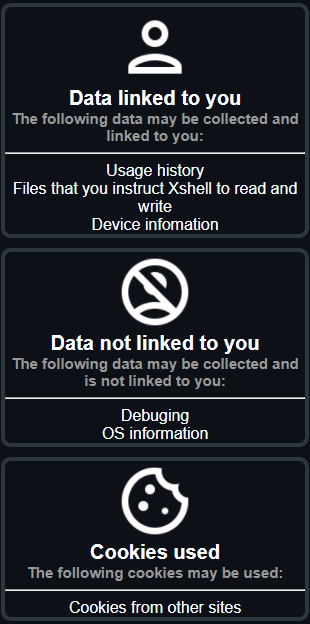 Data linked to you
The following data may be collected and
linked to you:
Usage history
Files that you instruct Xshell to read and
write
Device infomation
Data not linked to you
The following data may be collected and
is not linked to you:
Debuging
OS information
Cookies used
The following cookies may be used:
Cookies from other sites